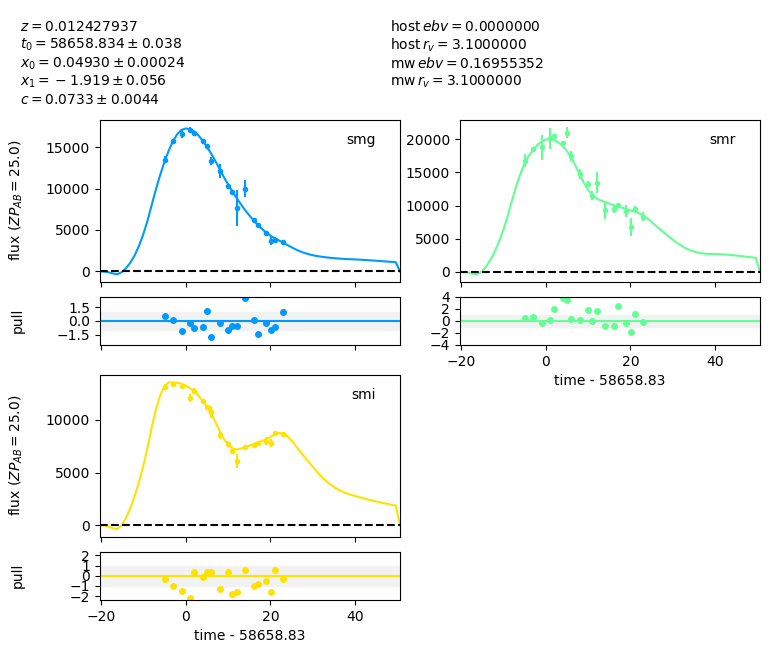 z = 0.012427937
t₀ = 58658.834 ± 0.038
x₀ = 0.04930 ± 0.00024
x₁ = −1.919 ± 0.056
c = 0.0733 ± 0.0044
host ebv = 0.0000000
host r_v = 3.1000000
mw ebv = 0.16955352
mw r_v = 3.1000000
flux (ZP_AB = 25.0)
15000
10000
5000
0
smg
20000
15000
10000
5000
0
smr
pull
1.5
0.0
−1.5
4
2
0
−2
−4
−20
0
20
40
time - 58658.83
flux (ZP_AB = 25.0)
10000
5000
0
smi
pull
2
1
0
−1
−2
−20
0
20
40
time - 58658.83